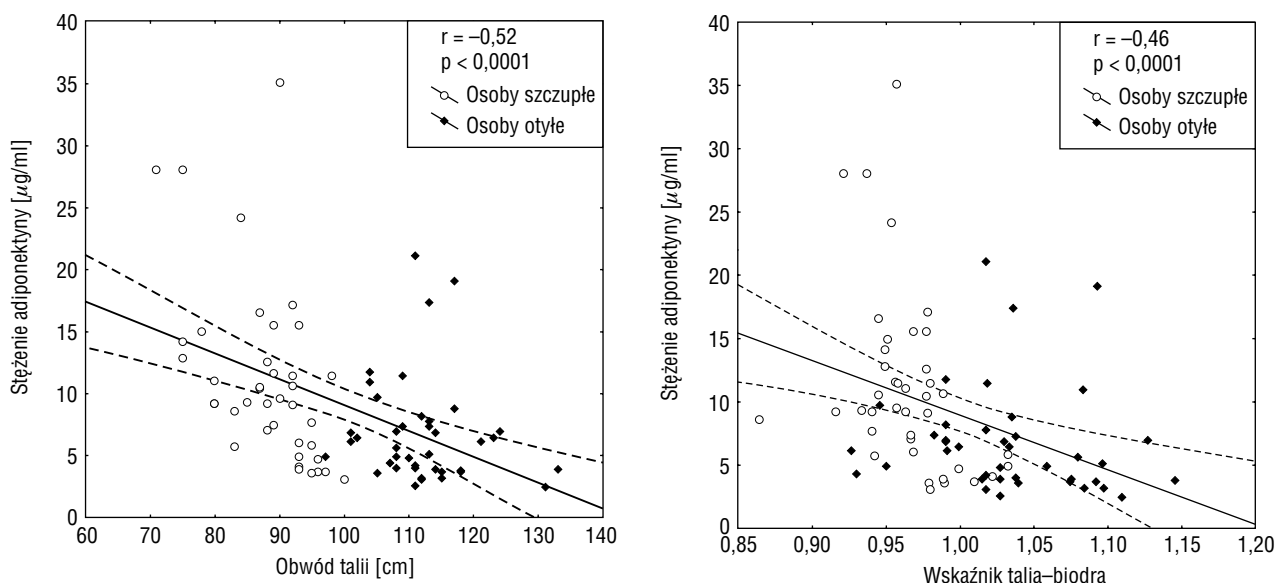 40
35
30
25
20
15
10
5
0
Stężenie adiponektyny [µg/ml]
60 70 80 90 100 110 120 130 140
Obwód talii [cm]
r = –0,52
p < 0,0001
Osoby szczupłe
Osoby otyłe
40
35
30
25
20
15
10
5
0
Stężenie adiponektyny [µg/ml]
0,85 0,90 0,95 1,00 1,05 1,10 1,15 1,20
Wskaźnik talia–biodra
r = –0,46
p < 0,0001
Osoby szczupłe
Osoby otyłe